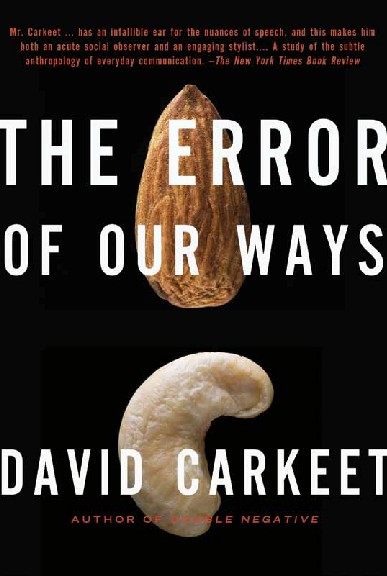 Mr. Carkeet ... has an infallible ear for the nuances of speech, and this makes him
both an acute social observer and an engaging stylist.... A study of the subtle
anthropology of everyday communication. –The New York Times Book Review
THE ERROR
OF OUR WAYS
DAVID CARKEET
AUTHOR OF DOUBLE NEGATIVE